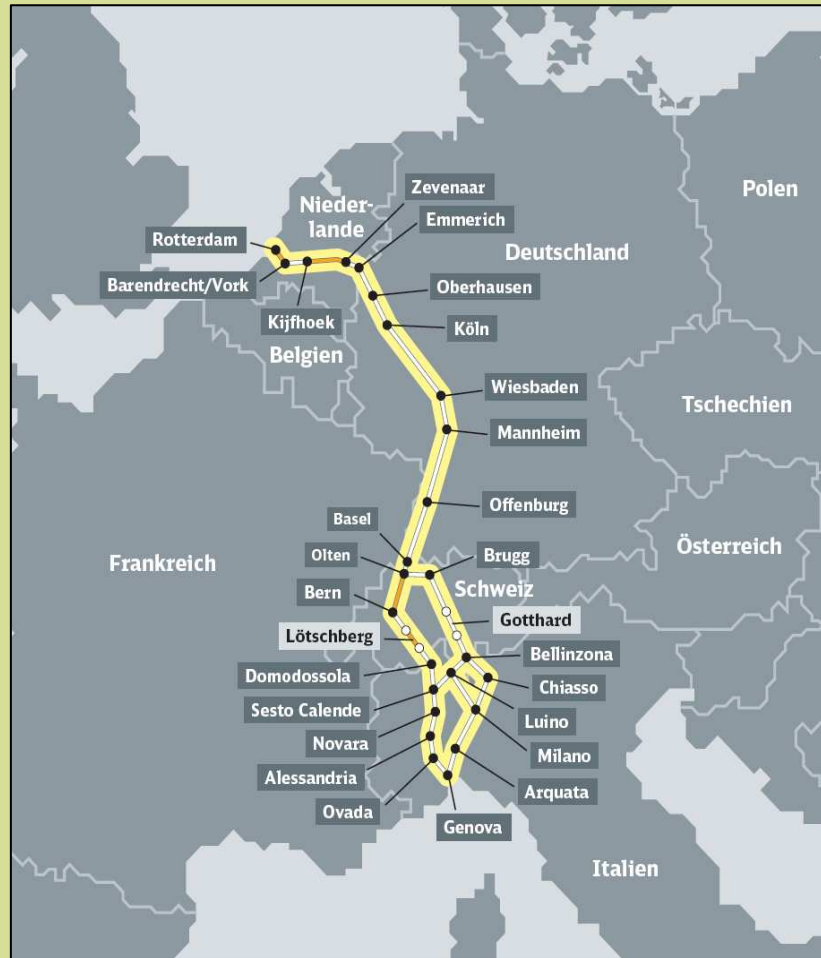 Zevenaar
Nieder-
lande
Polen
Emmerich
Rotterdam
Deutschland
Barendrecht/Vork
Oberhausen
Kijfhoek
Köln
Belgien
Wiesbaden
Tschechien
Mannheim
Offenburg
Basel
Österreich
Olten
Brugg
Frankreich
Schweiz
Bern
Gotthard
Lötschberg
Bellinzona
Domodossola
Chiasso
Sesto Calende
Luino
Novara
Milano
Alessandria
Arquata
Ovada
Genova
Italien